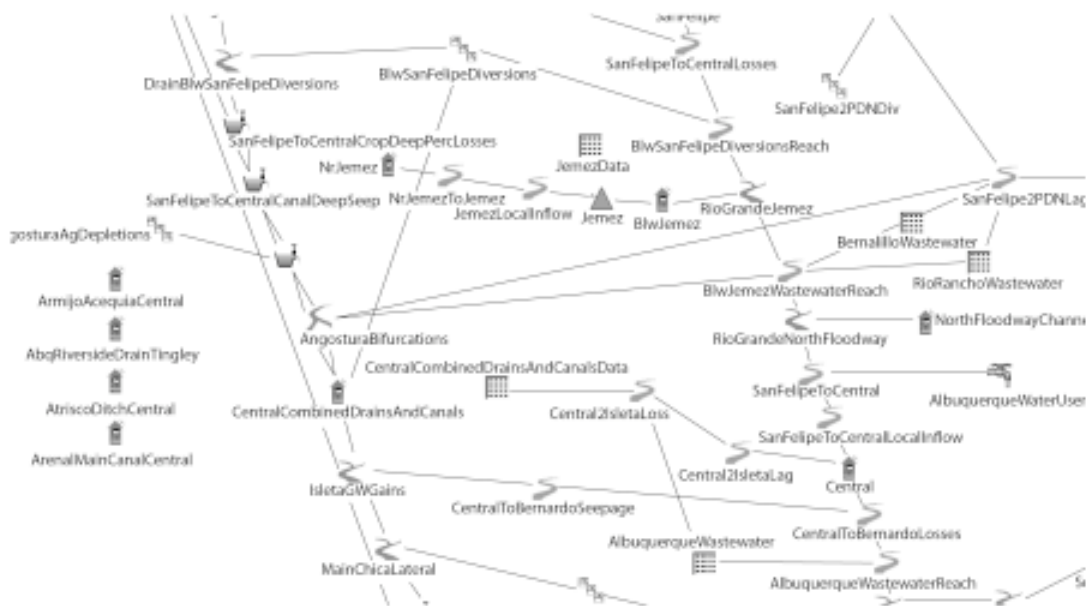 SanFelipe
SanFelipeToCentralLosses
DrainBlwSanFelipeDiversions
BlwSanFelipeDiversions
SanFelipe2PDNDiv
SanFelipeToCentralCropDeepPercLosses
BlwSanFelipeDiversionsReach
NrJemez
JemezData
SanFelipeToCentralCanalDeepSeep
NrJemezToJemez
JemezLocalInflow
Jemez
BlwJemez
RioGrandeJemez
SanFelipe2PDNLag
gosturaAgDepletions
BernalilloWastewater
ArmijoAcequiaCentral
BlwJemezWastewaterReach
RioRanchoWastewater
AngosturaBifurcations
RioGrandeNorthFloodway
NorthFloodwayChanne
AbqRiversideDrainTingley
CentralCombinedDrainsAndCanalsData
SanFelipeToCentral
AlbuquerqueWaterUser
AtriscoDitchCentral
CentralCombinedDrainsAndCanals
Central2IsletaLoss
SanFelipeToCentralLocalInflow
ArenalMainCanalCentral
Central2IsletaLag
Central
IsletaGWGains
CentralToBernardoSeepage
CentralToBernardoLosses
AlbuquerqueWastewater
MainChicaLateral
AlbuquerqueWastewaterReach